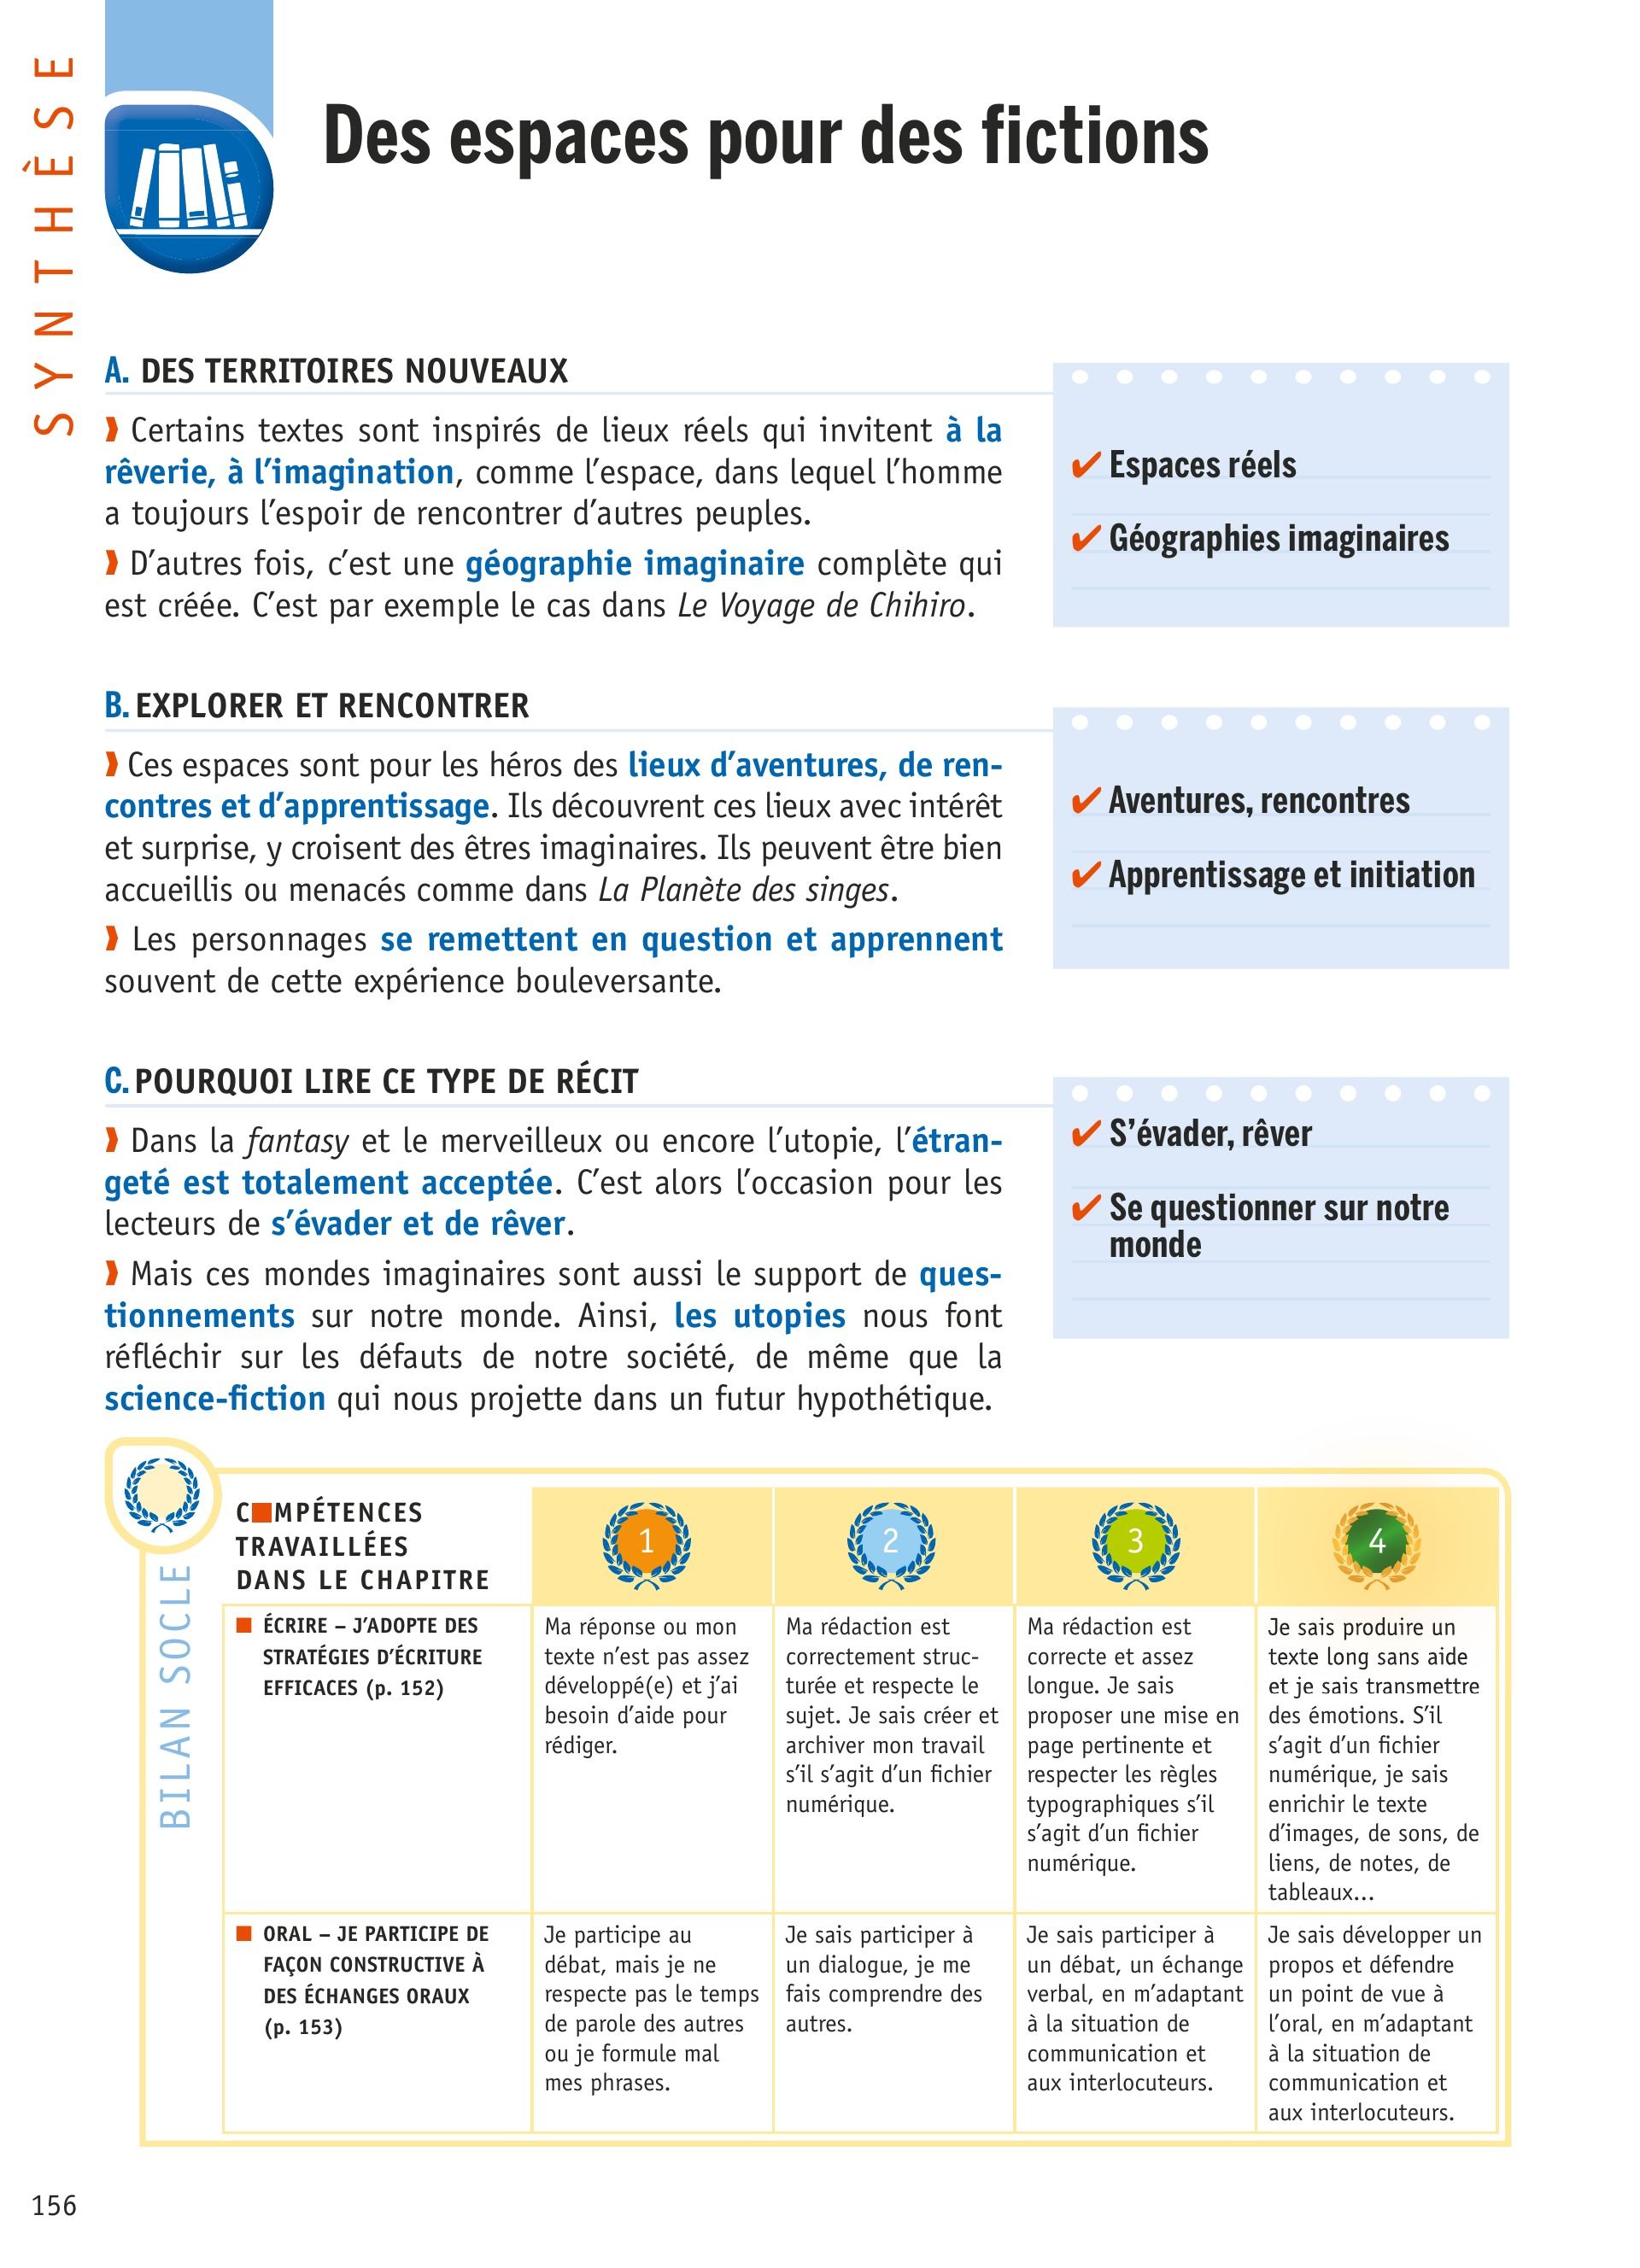 SYNTHÈSE
Des espaces pour des fictions
A. DES TERRITOIRES NOUVEAUX
❱ Certains textes sont inspirés de lieux réels qui invitent à la
rêverie, à l’imagination, comme l’espace, dans lequel l’homme
a toujours l’espoir de rencontrer d’autres peuples.
❱ D’autres fois, c’est une géographie imaginaire complète qui
est créée. C’est par exemple le cas dans Le Voyage de Chihiro.
✔ Espaces réels
✔ Géographies imaginaires
B. EXPLORER ET RENCONTRER
❱ Ces espaces sont pour les héros des lieux d’aventures, de ren-
contres et d’apprentissage. Ils découvrent ces lieux avec intérêt
et surprise, y croisent des êtres imaginaires. Ils peuvent être bien
accueillis ou menacés comme dans La Planète des singes.
❱ Les personnages se remettent en question et apprennent
souvent de cette expérience bouleversante.
✔ Aventures, rencontres
✔ Apprentissage et initiation
C. POURQUOI LIRE CE TYPE DE RÉCIT
❱ Dans la fantasy et le merveilleux ou encore l’utopie, l’étran-
geté est totalement acceptée. C’est alors l’occasion pour les
lecteurs de s’évader et de rêver.
❱ Mais ces mondes imaginaires sont aussi le support de ques-
tionnements sur notre monde. Ainsi, les utopies nous font
réfléchir sur les défauts de notre société, de même que la
science-fiction qui nous projette dans un futur hypothétique.
✔ S’évader, rêver
✔ Se questionner sur notre
monde
BILAN SOCLE
C■MPÉTENCES
TRAVAILLÉES
DANS LE CHAPITRE
1
2
3
4
■ ÉCRIRE – J’ADOPTE DES
STRATÉGIES D’ÉCRITURE
EFFICACES (p. 152)
Ma réponse ou mon
texte n’est pas assez
développé(e) et j’ai
besoin d’aide pour
rédiger.
Ma rédaction est
correctement struc-
turée et respecte le
sujet. Je sais créer et
archiver mon travail
s’il s’agit d’un fichier
numérique.
Ma rédaction est
correcte et assez
longue. Je sais
proposer une mise en
page pertinente et
respecter les règles
typographiques s’il
s’agit d’un fichier
numérique.
Je sais produire un
texte long sans aide
et je sais transmettre
des émotions. S’il
s’agit d’un fichier
numérique, je sais
enrichir le texte
d’images, de sons, de
liens, de notes, de
tableaux…
■ ORAL – JE PARTICIPE DE
FAÇON CONSTRUCTIVE À
DES ÉCHANGES ORAUX
(p. 153)
Je participe au
débat, mais je ne
respecte pas le temps
de parole des autres
ou je formule mal
mes phrases.
Je sais participer à
un dialogue, je me
fais comprendre des
autres.
Je sais participer à
un débat, un échange
verbal, en m’adaptant
à la situation de
communication et
aux interlocuteurs.
Je sais développer un
propos et défendre
un point de vue à
l’oral, en m’adaptant
à la situation de
communication et
aux interlocuteurs.
156